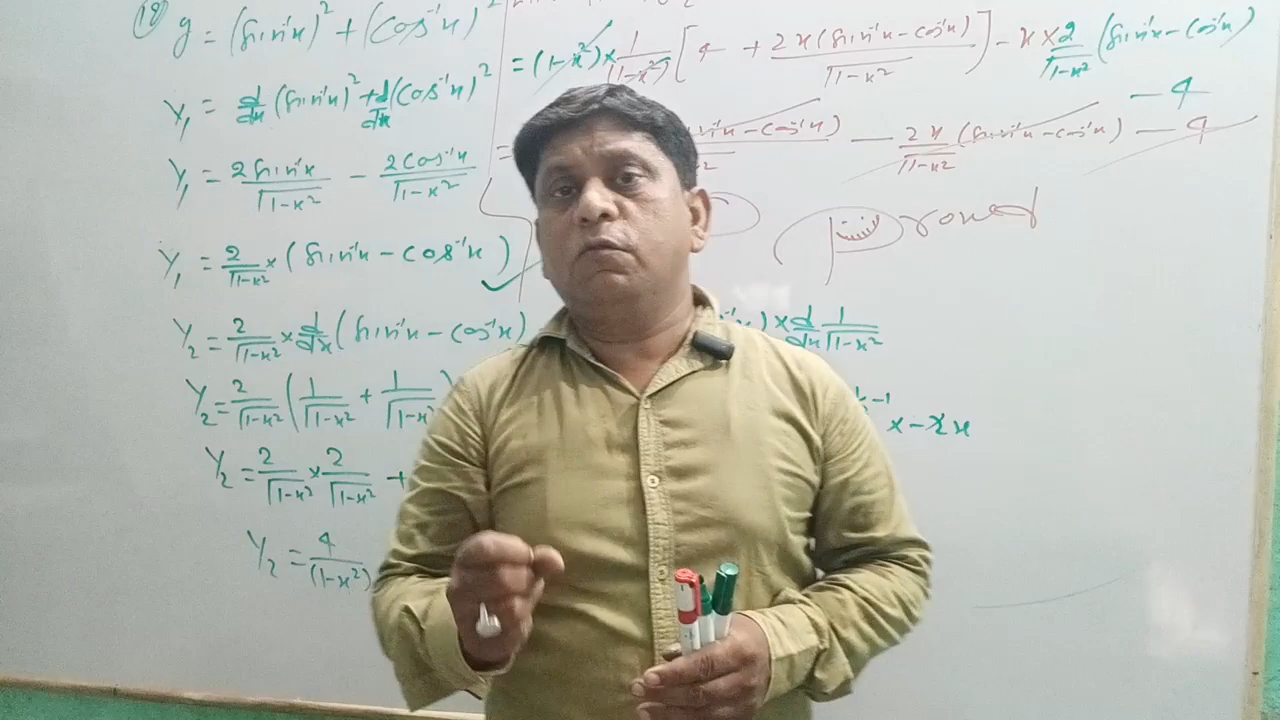 (18) y = (sin⁻¹x)² + (cos⁻¹x)²
y₁ = d/dx (sin⁻¹x)² + d/dx (cos⁻¹x)²
y₁ = 2sin⁻¹x/√1-x² - 2cos⁻¹x/√1-x²
y₁ = 2/√1-x² × (sin⁻¹x - cos⁻¹x)
y₂ = 2/√1-x² × d/dx (sin⁻¹x - cos⁻¹x)
) × d/dx 1/√1-x²
y₂ = 2/√1-x² (1/√1-x² + 1/√1-x²
-1 × -2x
y₂ = 2/√1-x² × 2/√1-x² +
y₂ = 4/(1-x²)
= (1-x²) × 1/(1-x²) [4 + 2x(sin⁻¹x - cos⁻¹x)/√1-x²] - x × 2/√1-x² (sin⁻¹x - cos⁻¹x)
- 4
= sin⁻¹x - cos⁻¹x) - 2x/√1-x² (sin⁻¹x - cos⁻¹x) - 4
Proved